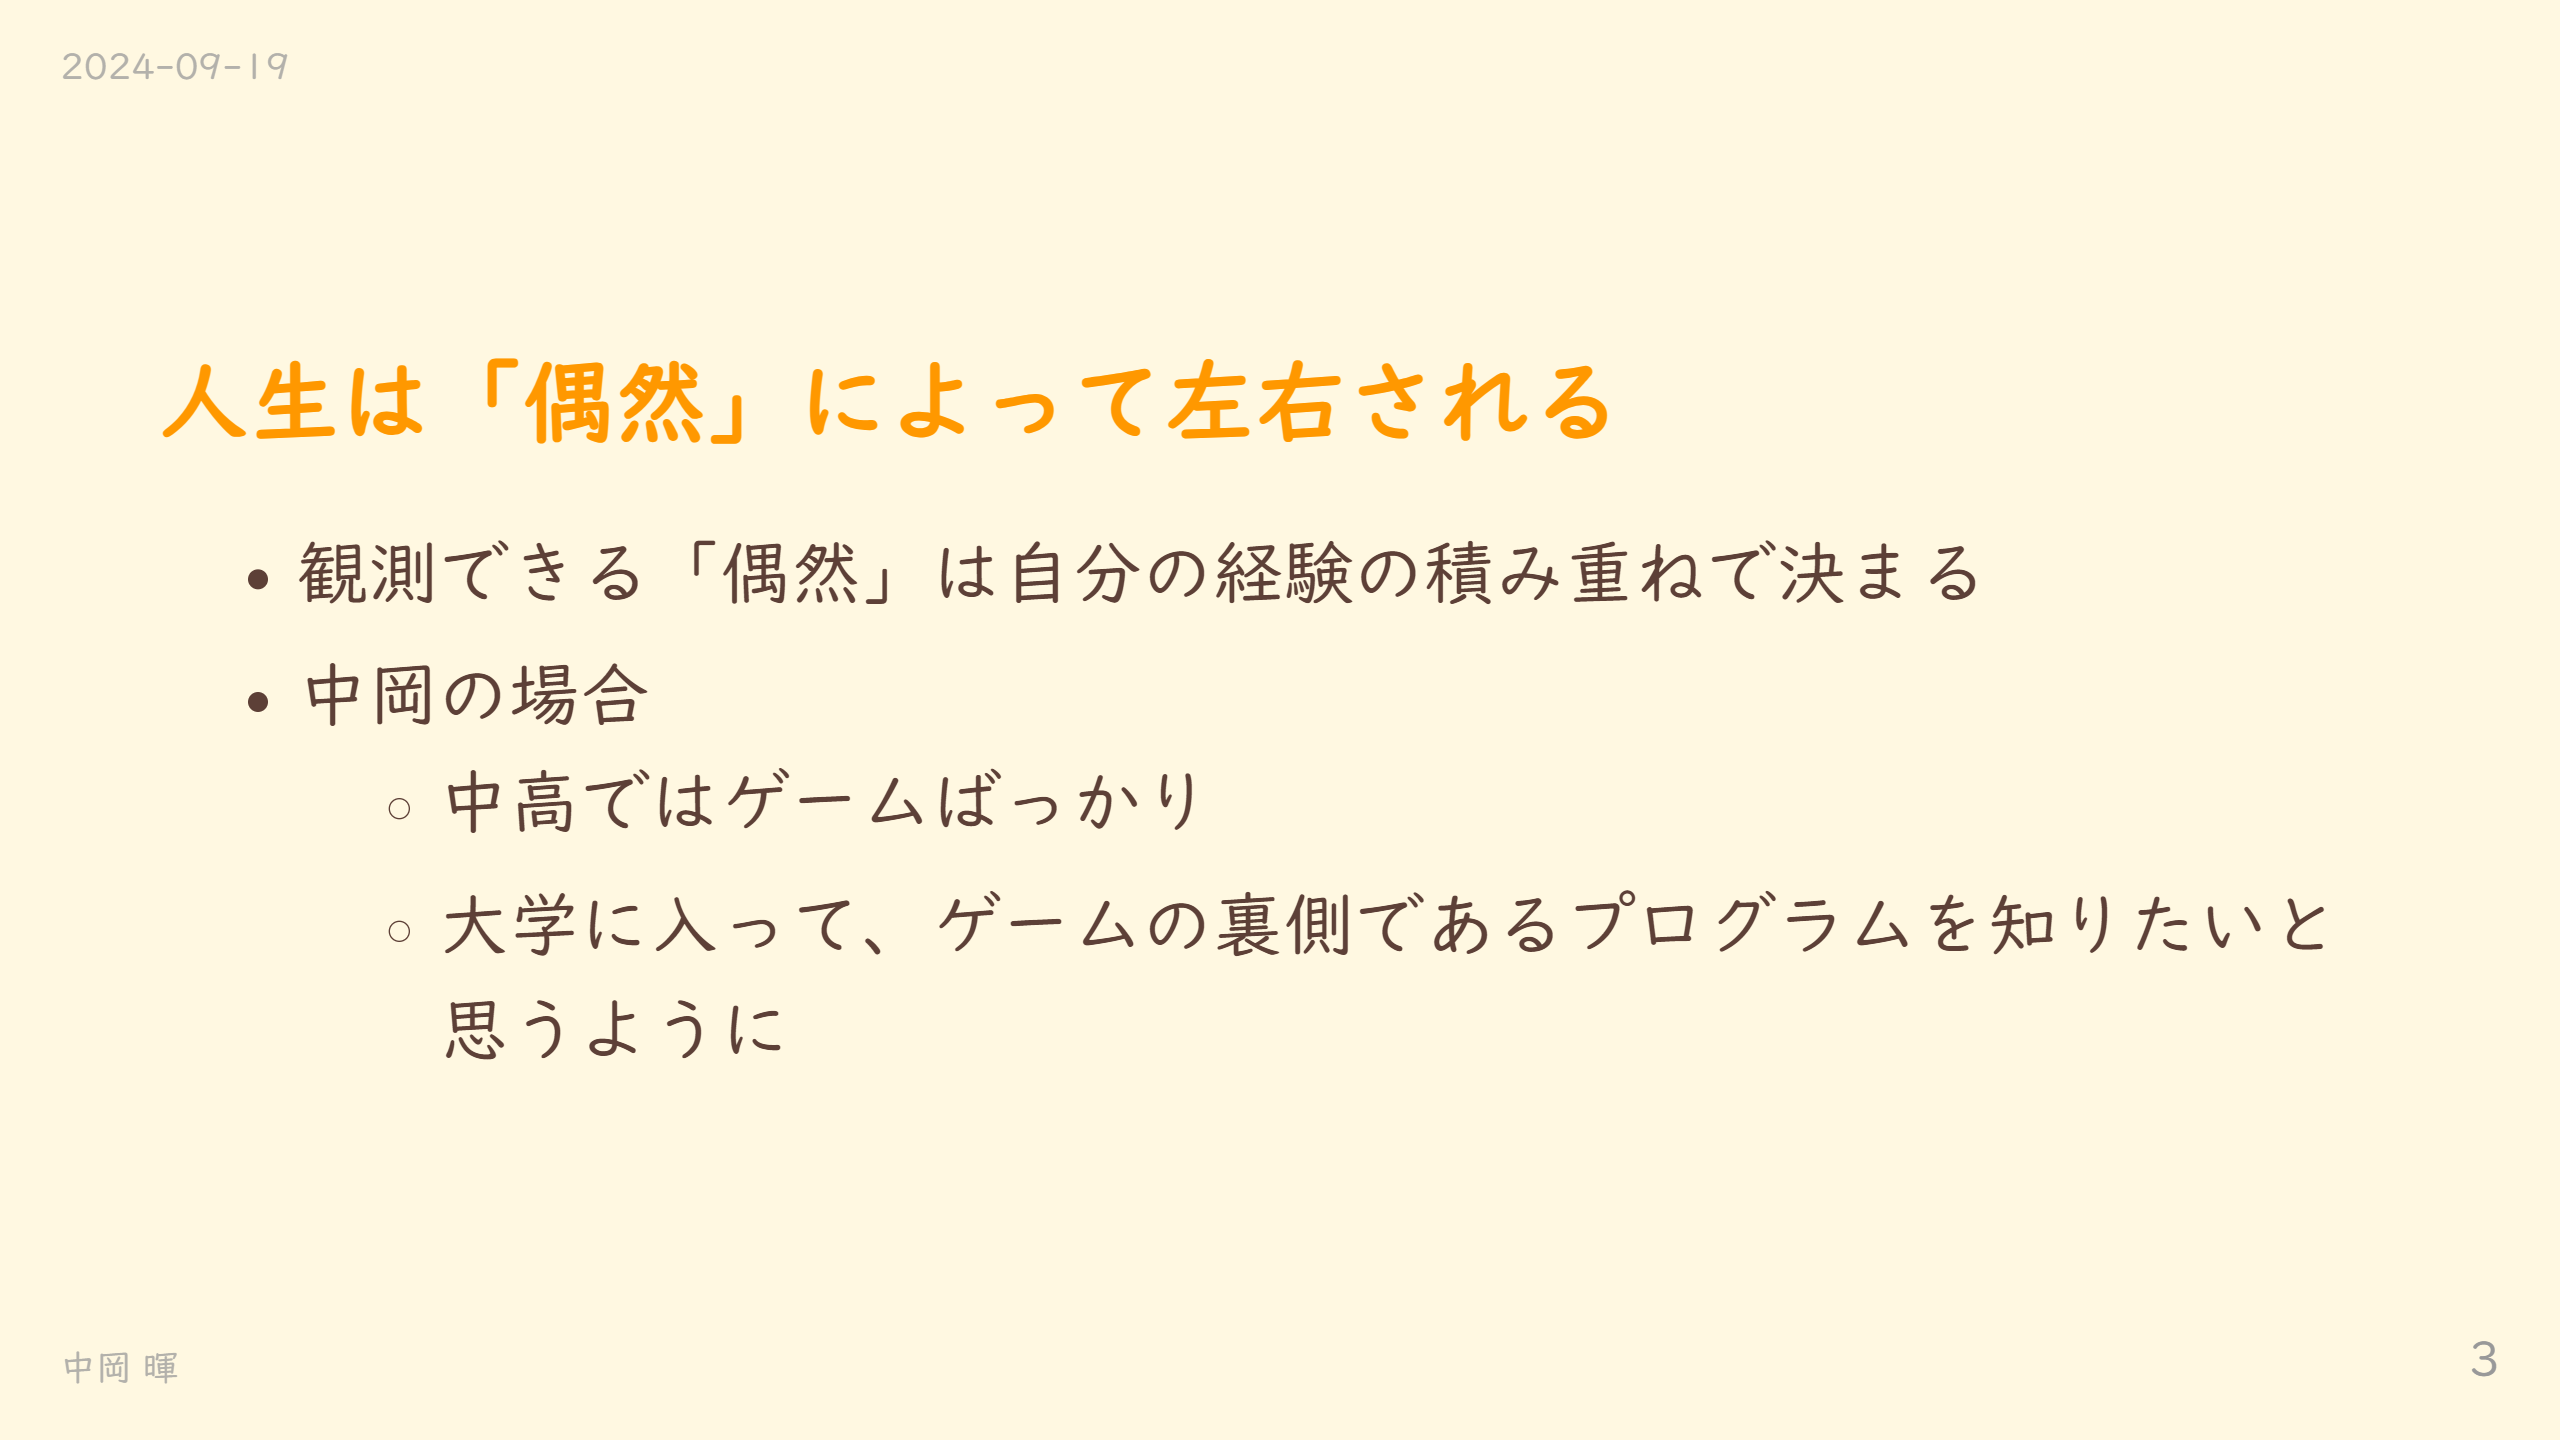 2024-09-19
人生は「偶然」によって左右される
• 観測できる「偶然」は自分の経験の積み重ねで決まる
• 中岡の場合
○ 中高ではゲームばっかり
○ 大学に入って、ゲームの裏側であるプログラムを知りたいと
思うように
中岡 暉
3